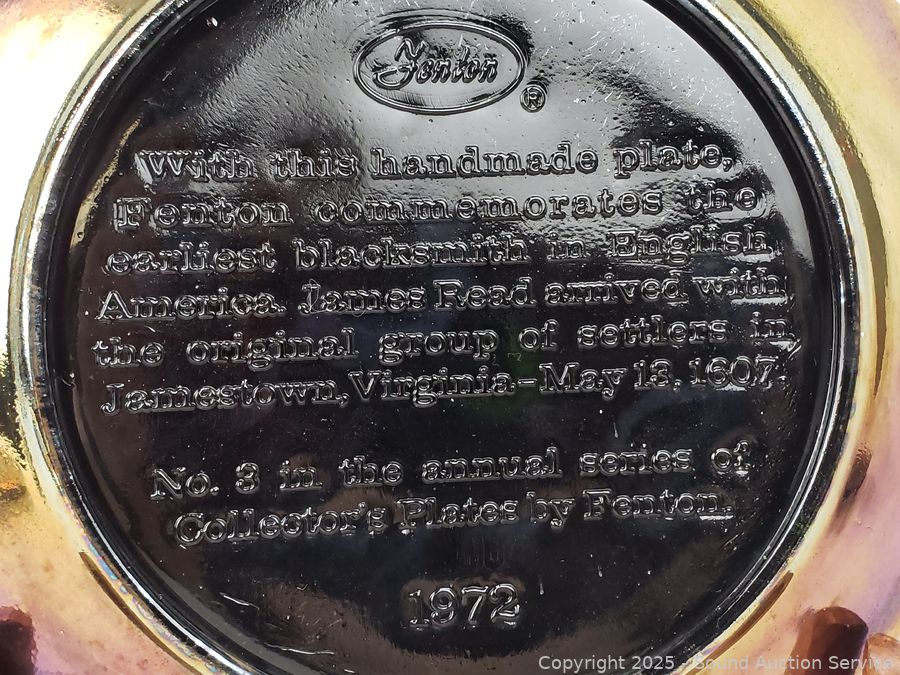 Fenton ®
With this handmade plate,
Fenton commemorates the
earliest blacksmith in English
America. James Read arrived with
the original group of settlers in
Jamestown, Virginia-May 13, 1607.
No. 3 in the annual series of
Collector's Plates by Fenton.
1972
Copyright 2025 - Sound Auction Service